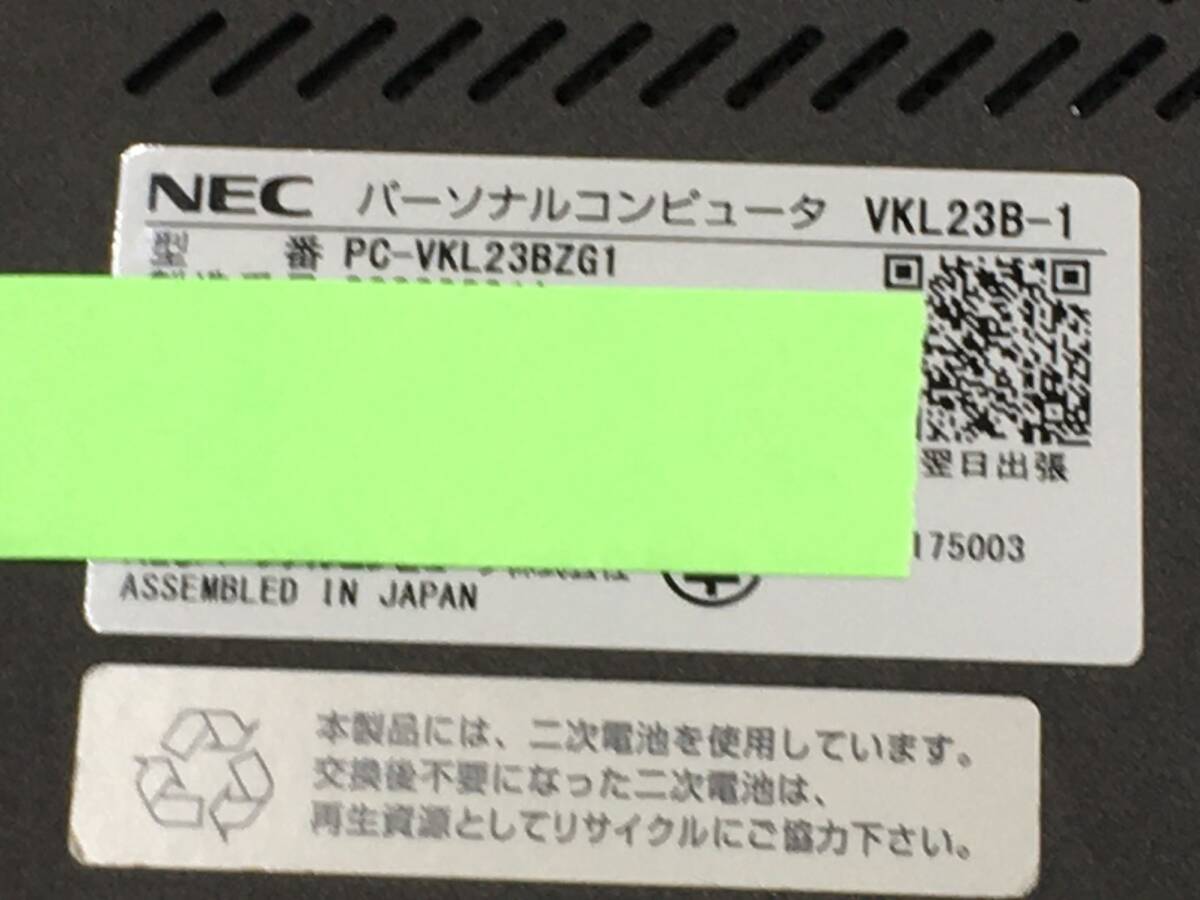 NEC パーソナルコンピュータ VKL23B-1
型 番 PC-VKL23BZG1
翌日出張
175003
ASSEMBLED IN JAPAN
本製品には、二次電池を使用しています。
交換後不要になった二次電池は、
再生資源としてリサイクルにご協力下さい。